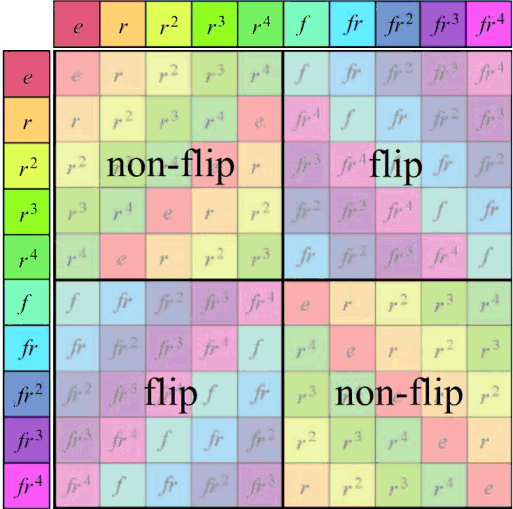 e r r² r³ r⁴ f fr fr² fr³ fr⁴
e e r r² r³ r⁴ f fr fr² fr³ fr⁴
r r r² r³ r⁴ e fr⁴ f fr fr² fr³
r² r² non-flip r fr³ flip fr²
r³ r³ r⁴ e r r² fr² fr³ fr⁴ f fr
r⁴ r⁴ e r r² r³ fr fr² fr³ fr⁴ f
f f fr fr² fr³ fr⁴ e r r² r³ r⁴
fr fr fr² fr³ fr⁴ f r⁴ e r r² r³
fr² fr² fr³ flip f fr r³ non-flip r²
fr³ fr³ fr⁴ f fr fr² r² r³ r⁴ e r
fr⁴ fr⁴ f fr fr² fr³ r r² r³ r⁴ e